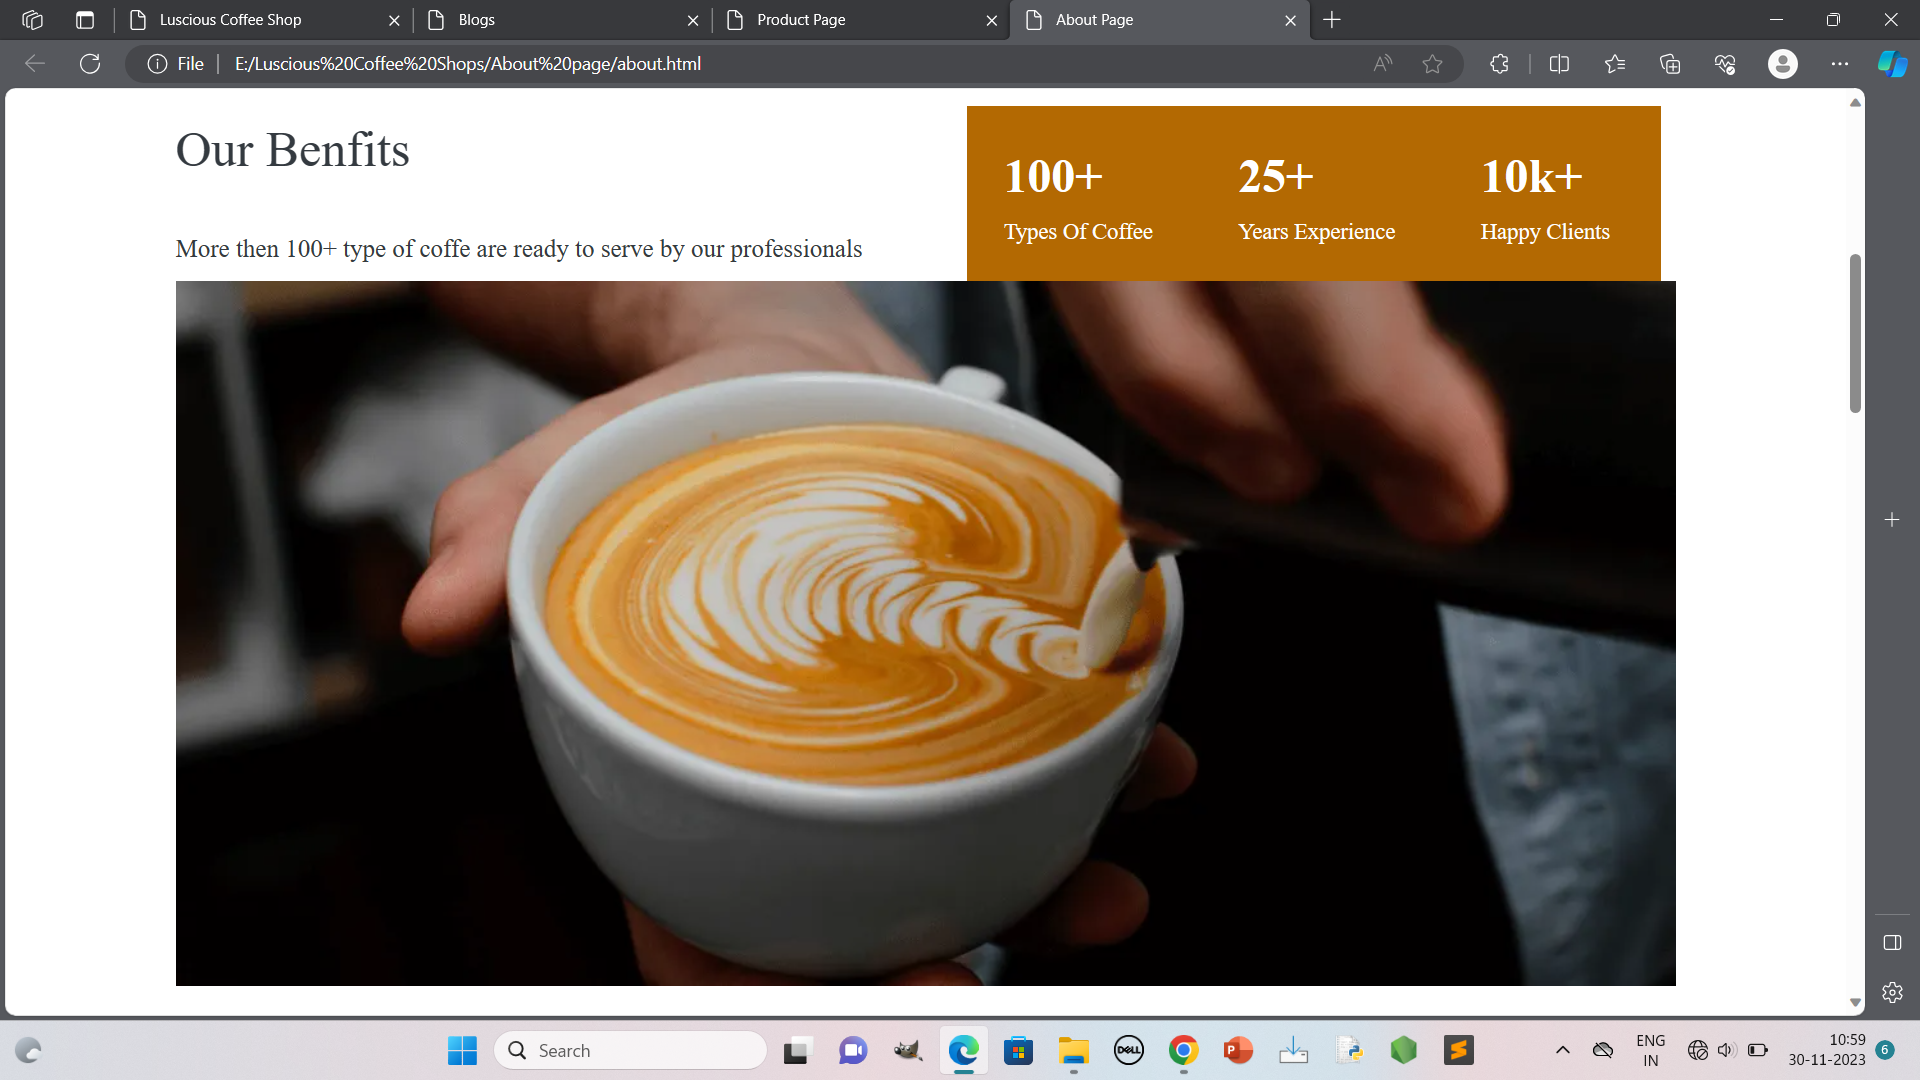 Luscious Coffee Shop
Blogs
Product Page
About Page
File
E:/Luscious%20Coffee%20Shops/About%20page/about.html
Our Benfits
More then 100+ type of coffe are ready to serve by our professionals
100+
Types Of Coffee
25+
Years Experience
10k+
Happy Clients
Search
DELL
P
ENG
IN
10:59
30-11-2023
6